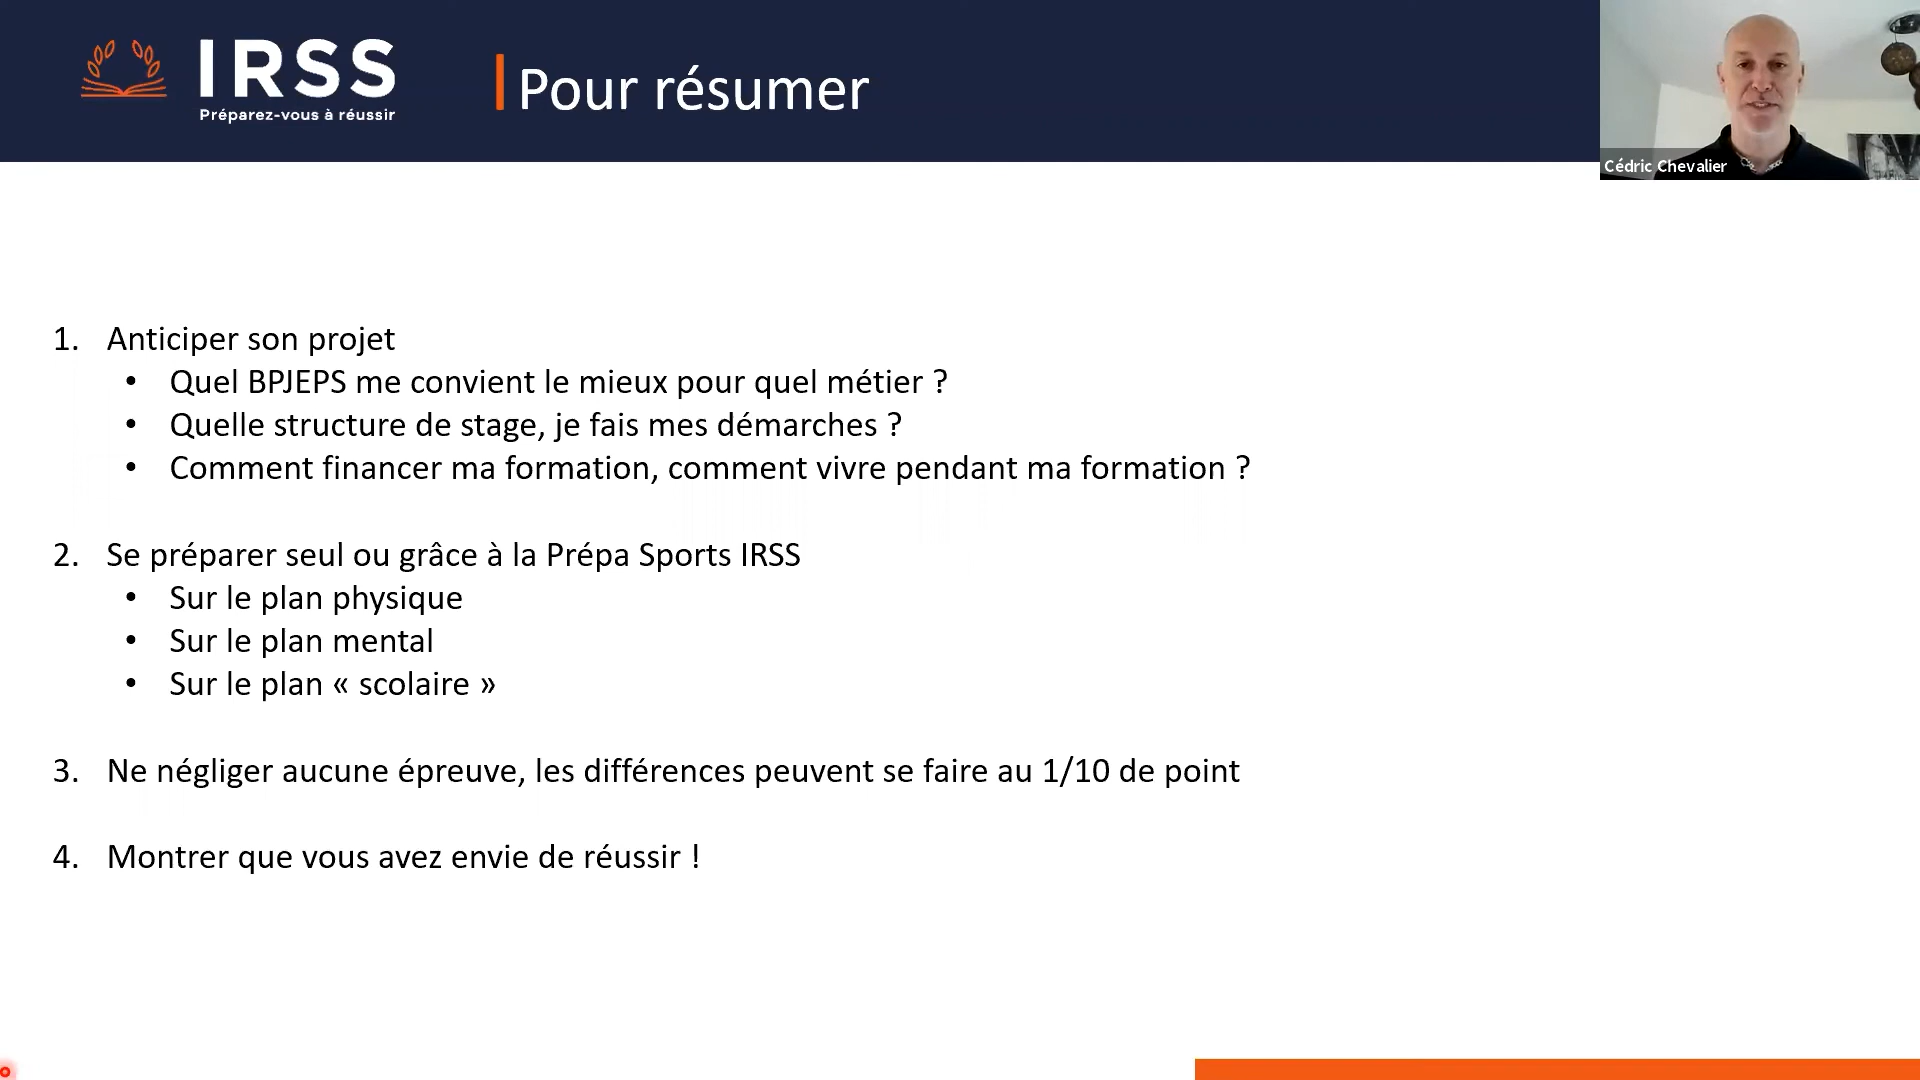 IRSS
Préparez-vous à réussir
Pour résumer
Cédric Chevalier
1. Anticiper son projet
• Quel BPJEPS me convient le mieux pour quel métier ?
• Quelle structure de stage, je fais mes démarches ?
• Comment financer ma formation, comment vivre pendant ma formation ?
2. Se préparer seul ou grâce à la Prépa Sports IRSS
• Sur le plan physique
• Sur le plan mental
• Sur le plan « scolaire »
3. Ne négliger aucune épreuve, les différences peuvent se faire au 1/10 de point
4. Montrer que vous avez envie de réussir !